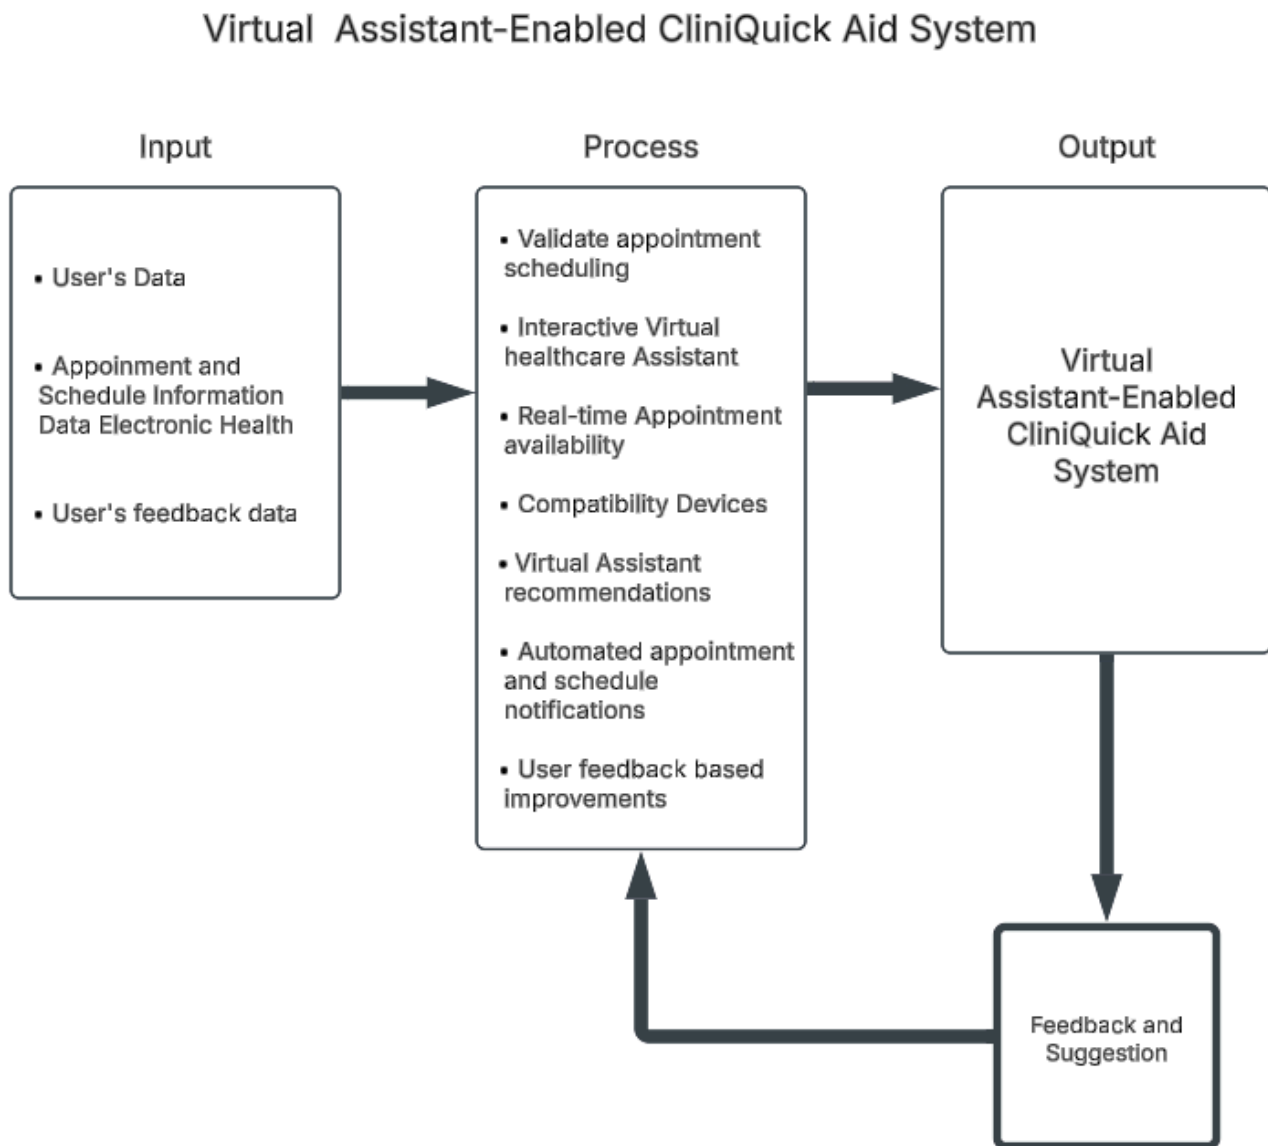 Virtual Assistant-Enabled CliniQuick Aid System
Input
▪ User's Data
▪ Appoinment and
Schedule Information
Data Electronic Health
▪ User's feedback data
Process
▪ Validate appointment
scheduling
▪ Interactive Virtual
healthcare Assistant
▪ Real-time Appointment
availability
▪ Compatibility Devices
▪ Virtual Assistant
recommendations
▪ Automated appointment
and schedule
notifications
▪ User feedback based
improvements
Output
Virtual
Assistant-Enabled
CliniQuick Aid
System
Feedback and
Suggestion